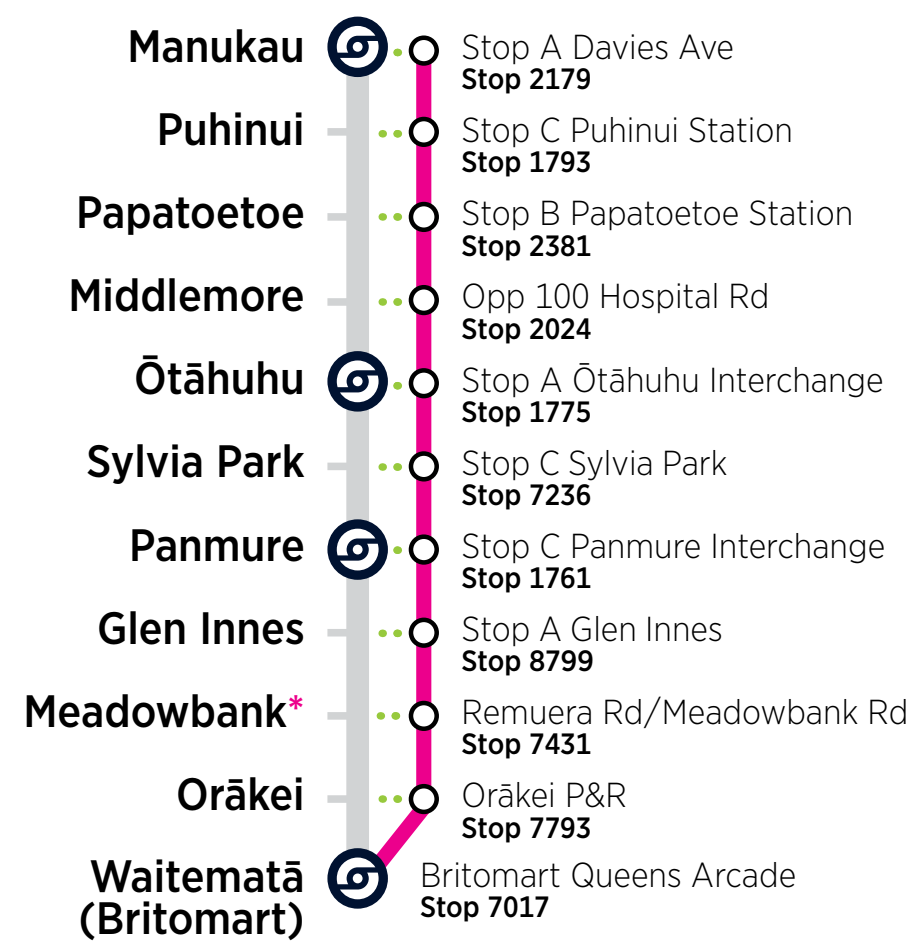 Manukau
Stop A Davies Ave
Stop 2179
Puhinui
Stop C Puhinui Station
Stop 1793
Papatoetoe
Stop B Papatoetoe Station
Stop 2381
Middlemore
Opp 100 Hospital Rd
Stop 2024
Ōtāhuhu
Stop A Ōtāhuhu Interchange
Stop 1775
Sylvia Park
Stop C Sylvia Park
Stop 7236
Panmure
Stop C Panmure Interchange
Stop 1761
Glen Innes
Stop A Glen Innes
Stop 8799
Meadowbank*
Remuera Rd/Meadowbank Rd
Stop 7431
Orākei
Orākei P&R
Stop 7793
Waitematā
(Britomart)
Britomart Queens Arcade
Stop 7017